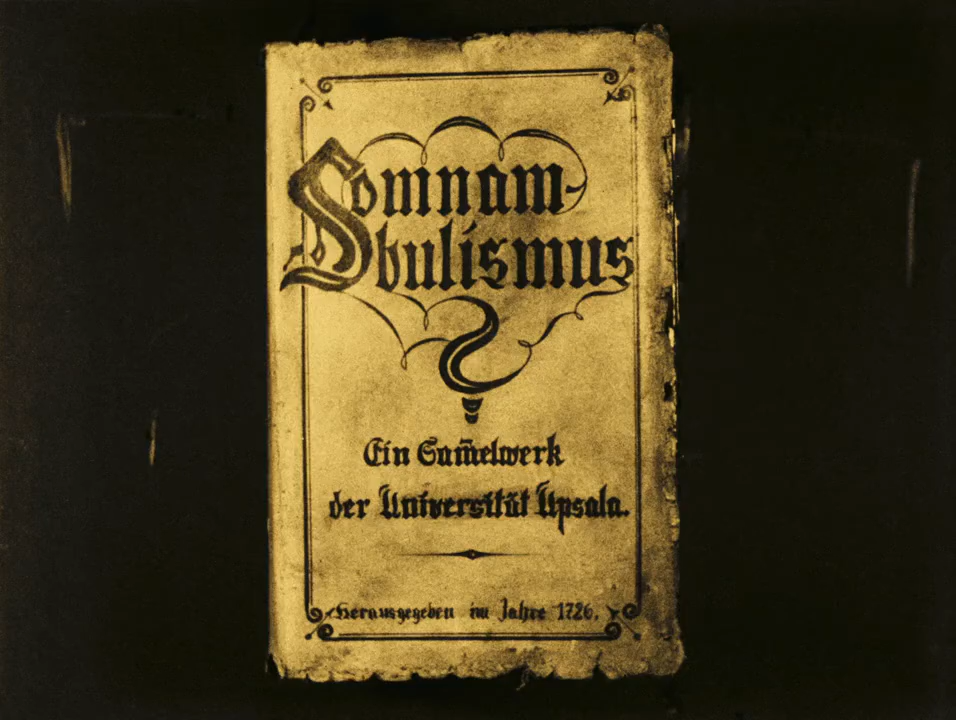 Somnam-
bulismus
Ein Sam̄elwerk
der Universität Upsala.
Herausgegeben im Jahre 1726.